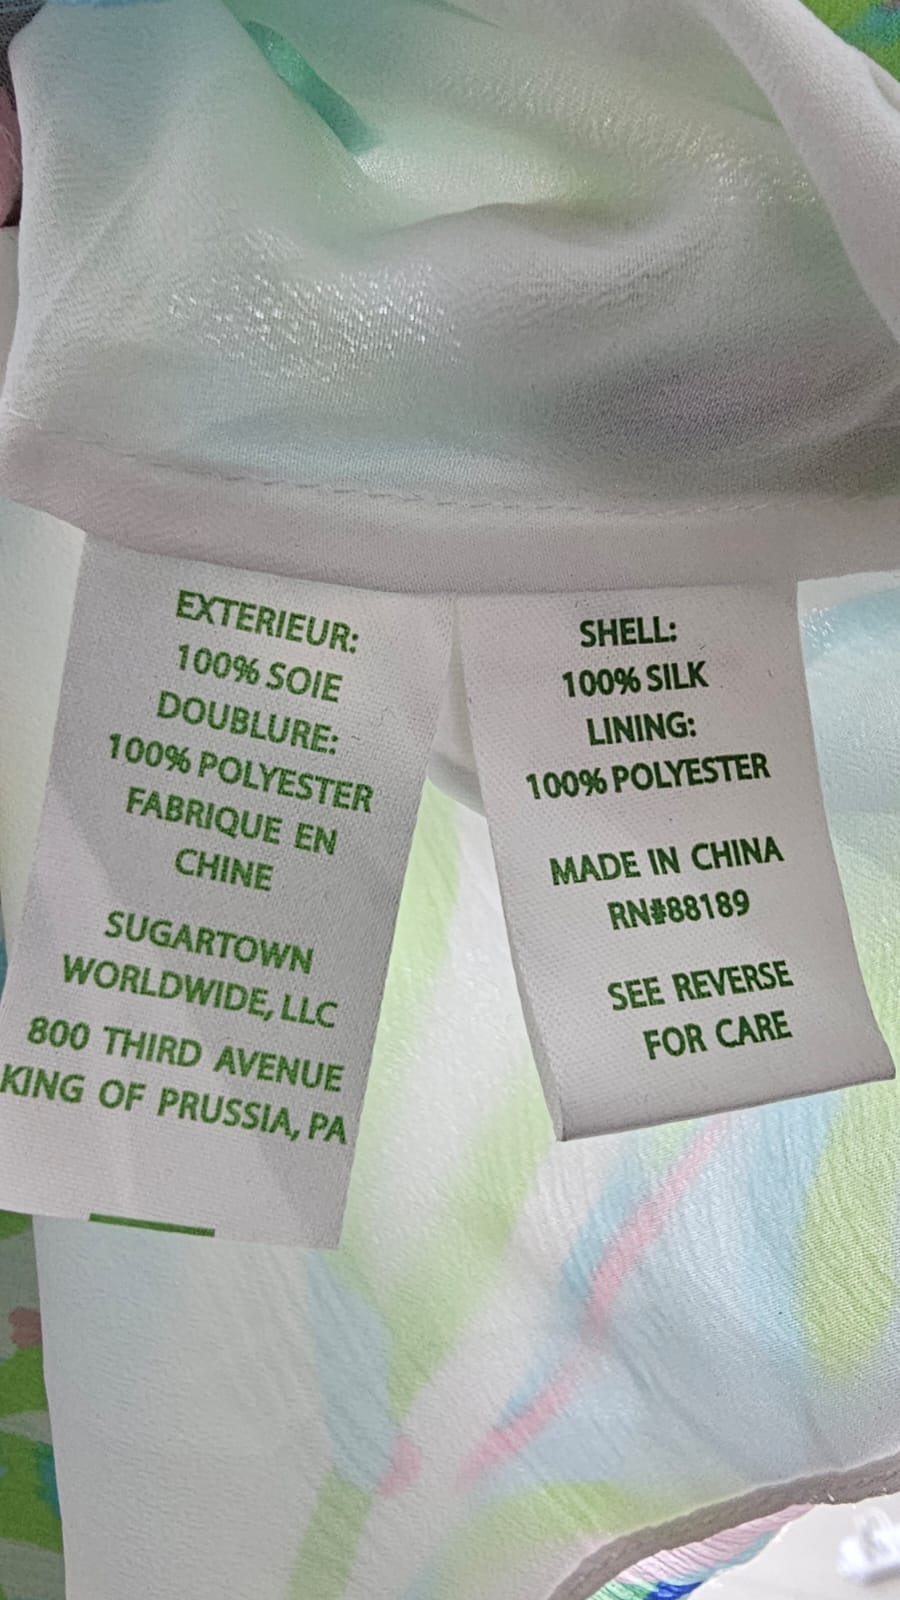 EXTERIEUR:
100% SOIE
DOUBLURE:
100% POLYESTER
FABRIQUE EN
CHINE
SUGARTOWN
WORLDWIDE, LLC
800 THIRD AVENUE
KING OF PRUSSIA, PA
SHELL:
100% SILK
LINING:
100% POLYESTER
MADE IN CHINA
RN#88189
SEE REVERSE
FOR CARE